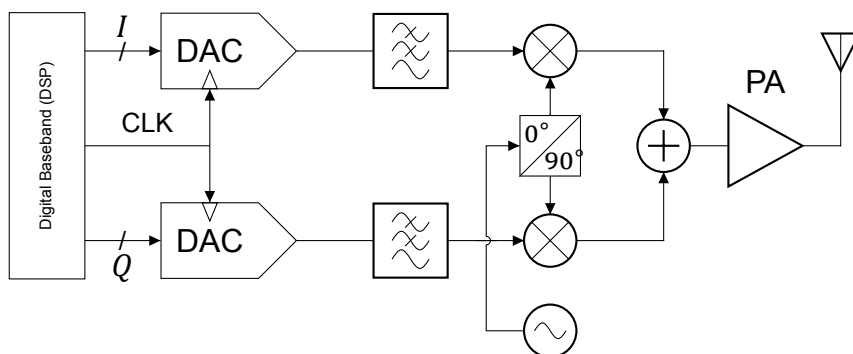 I
DAC
PA
Digital Baseband (DSP)
CLK
0°
90°
DAC
Q